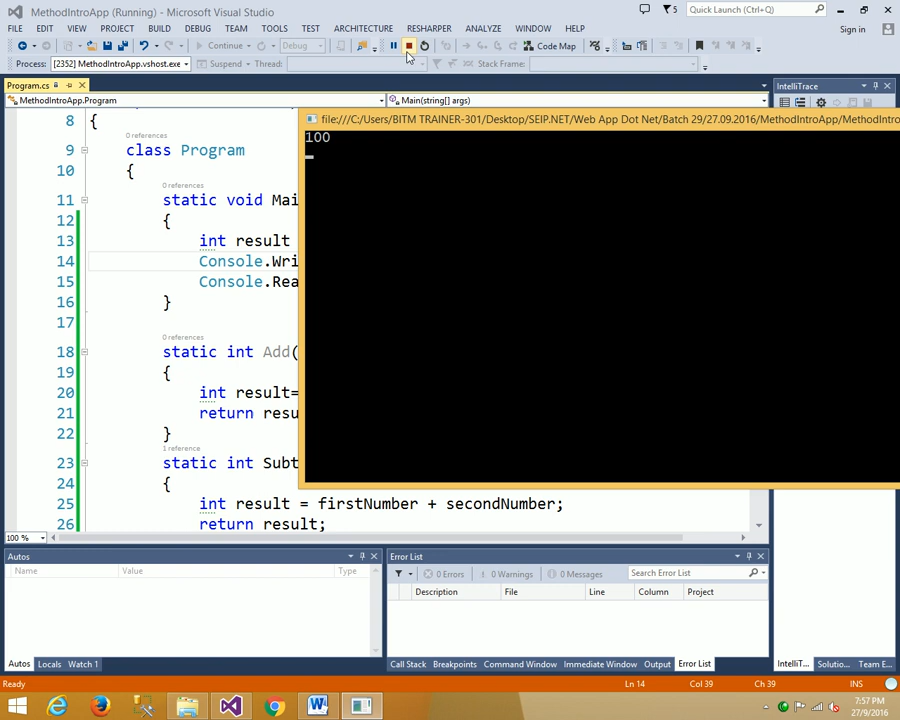 MethodIntroApp (Running) - Microsoft Visual Studio
5
Quick Launch (Ctrl+Q)
FILE EDIT VIEW PROJECT BUILD DEBUG TEAM TOOLS TEST ARCHITECTURE RESHARPER ANALYZE WINDOW HELP
Sign in
Continue Debug Code Map
Process: [2352] MethodIntroApp.vshost.exe Suspend Thread: Stack Frame:
Program.cs
IntelliTrace
MethodIntroApp.Program
Main(string[] args)
file:///C:/Users/BITM TRAINER-301/Desktop/SEIP.NET/Web App Dot Net/Batch 29/27.09.2016/MethodIntroApp/MethodIntro
100
8 {
0 references
9 class Program
10 {
0 references
11 static void Mai
12 {
13 int result
14 Console.Wri
15 Console.Rea
16 }
17
0 references
18 static int Add(
19 {
20 int result=
21 return resu
22 }
1 reference
23 static int Subt
24 {
25 int result = firstNumber + secondNumber;
26 return result;
100 %
Autos
Name Value Type
Autos Locals Watch 1
Error List
0 Errors 0 Warnings 0 Messages Search Error List
Description File Line Column Project
Call Stack Breakpoints Command Window Immediate Window Output Error List
IntelliT... Solutio... Team E...
Ready Ln 14 Col 39 Ch 39 INS
7:57 PM
27/9/2016